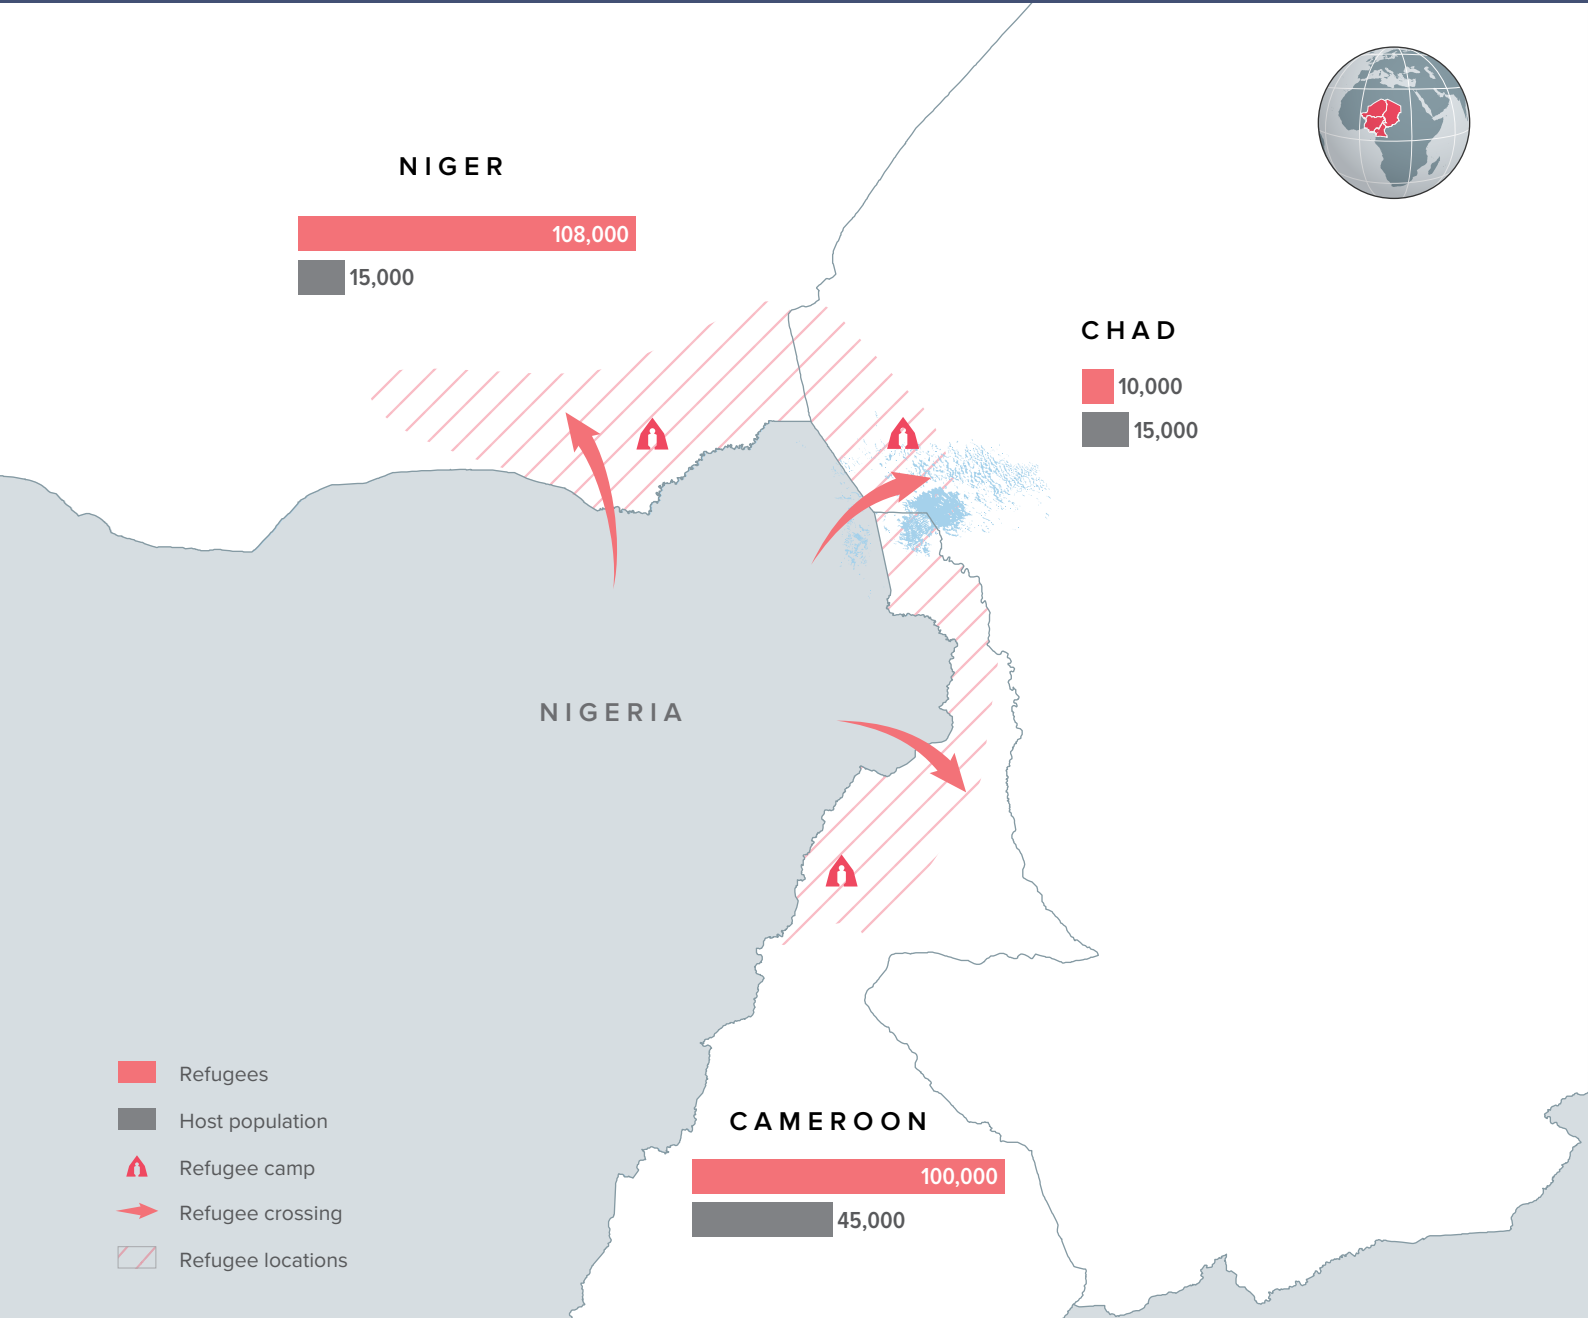 NIGER
108,000
15,000
CHAD
10,000
15,000
NIGERIA
CAMEROON
100,000
45,000
Refugees
Host population
Refugee camp
Refugee crossing
Refugee locations